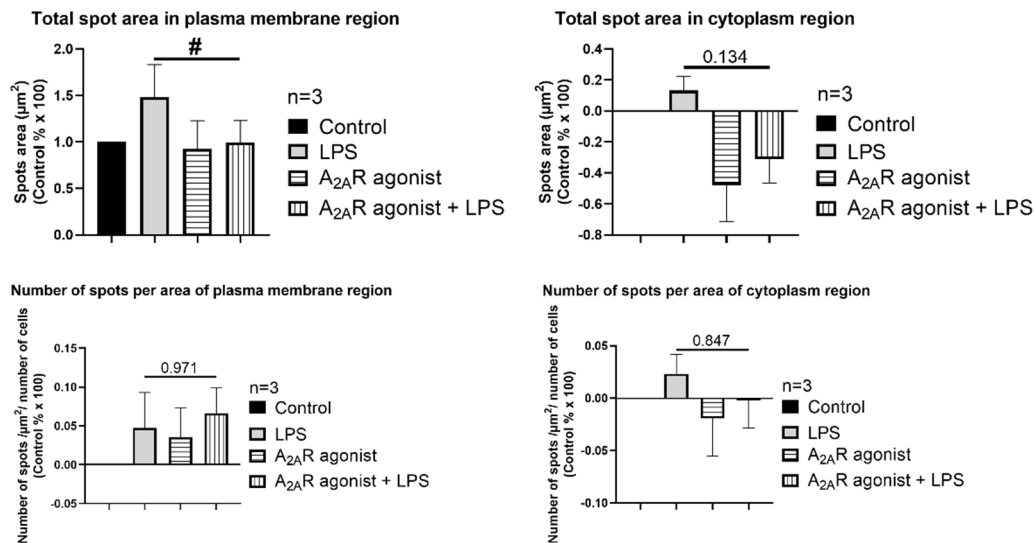 Total spot area in plasma membrane region
Spots area (µm²)
(Control % x 100)
2.0
1.5
1.0
0.5
0.0
#
n=3
Control
LPS
A₂ₐR agonist
A₂ₐR agonist + LPS
Total spot area in cytoplasm region
Spots area (µm²)
(Control % x 100)
0.4
0.2
0.0
-0.2
-0.4
-0.6
-0.8
0.134
n=3
Control
LPS
A₂ₐR agonist
A₂ₐR agonist + LPS
Number of spots per area of plasma membrane region
Number of spots /µm²/ number of cells
(Control % x 100)
0.15
0.10
0.05
0.00
-0.05
0.971
n=3
Control
LPS
A₂ₐR agonist
A₂ₐR agonist + LPS
Number of spots per area of cytoplasm region
Number of spots /µm²/ number of cells
(Control % x 100)
0.05
0.00
-0.05
-0.10
0.847
n=3
Control
LPS
A₂ₐR agonist
A₂ₐR agonist + LPS